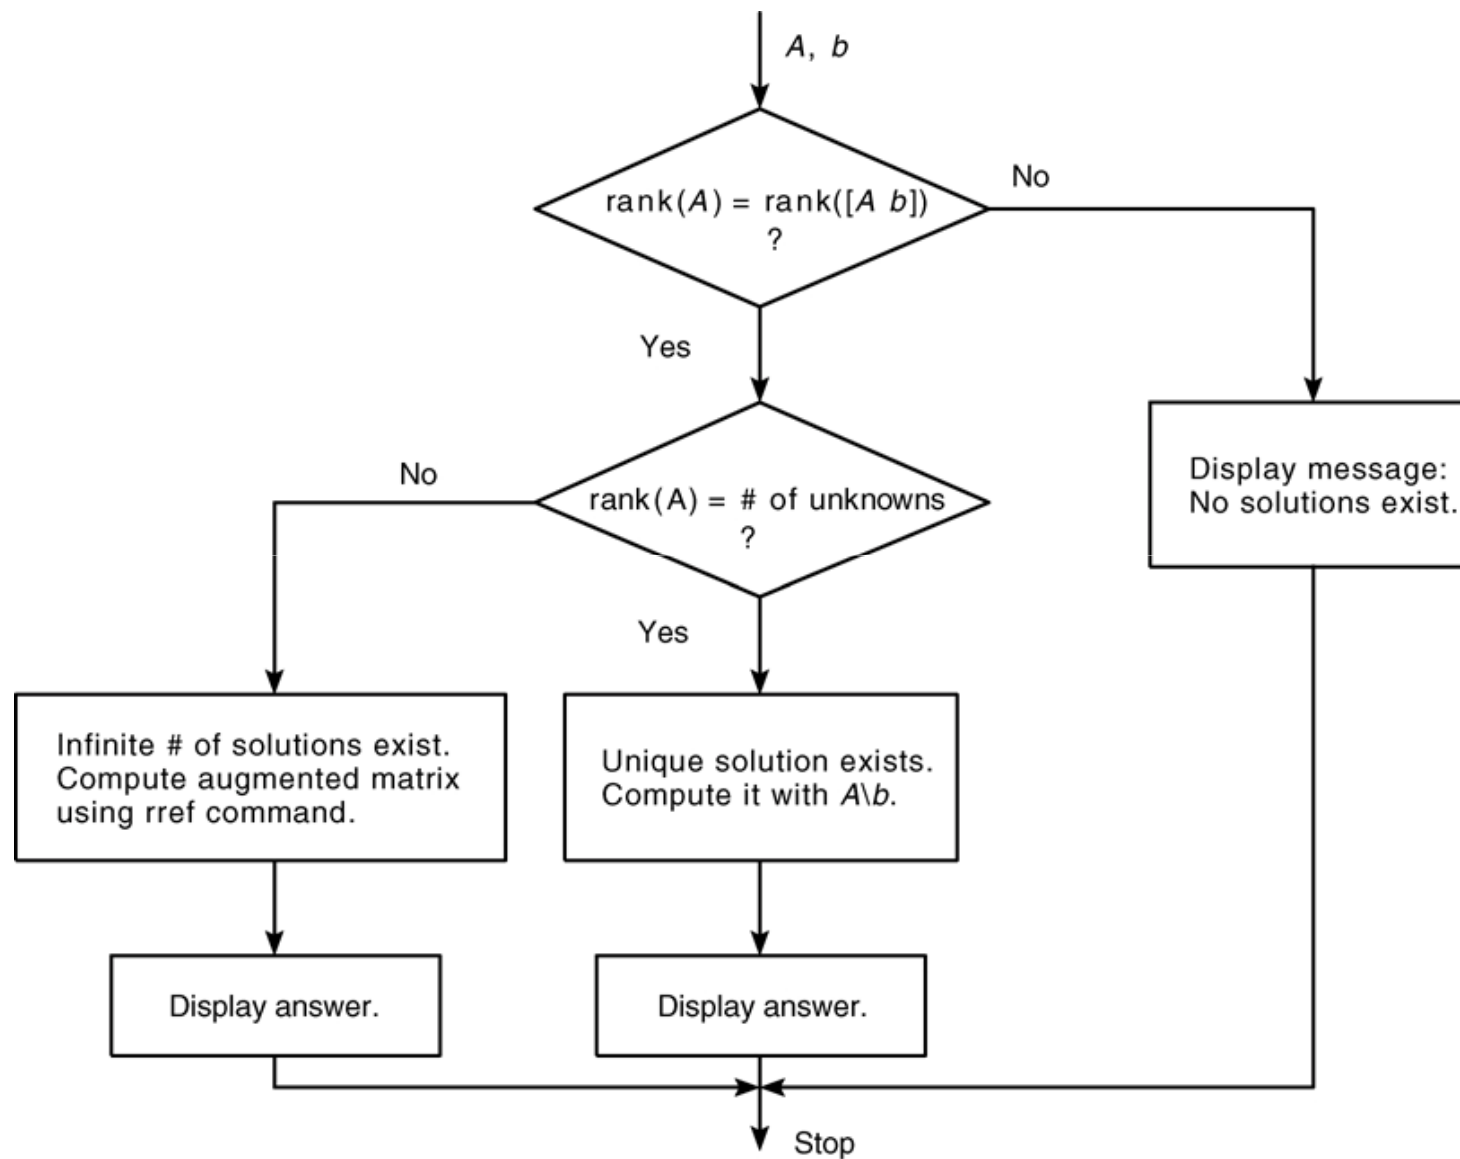 A, b
rank(A) = rank([A b])
?
No
Yes
rank(A) = # of unknowns
?
No
Yes
Display message:
No solutions exist.
Infinite # of solutions exist.
Compute augmented matrix
using rref command.
Unique solution exists.
Compute it with A\b.
Display answer.
Display answer.
Stop